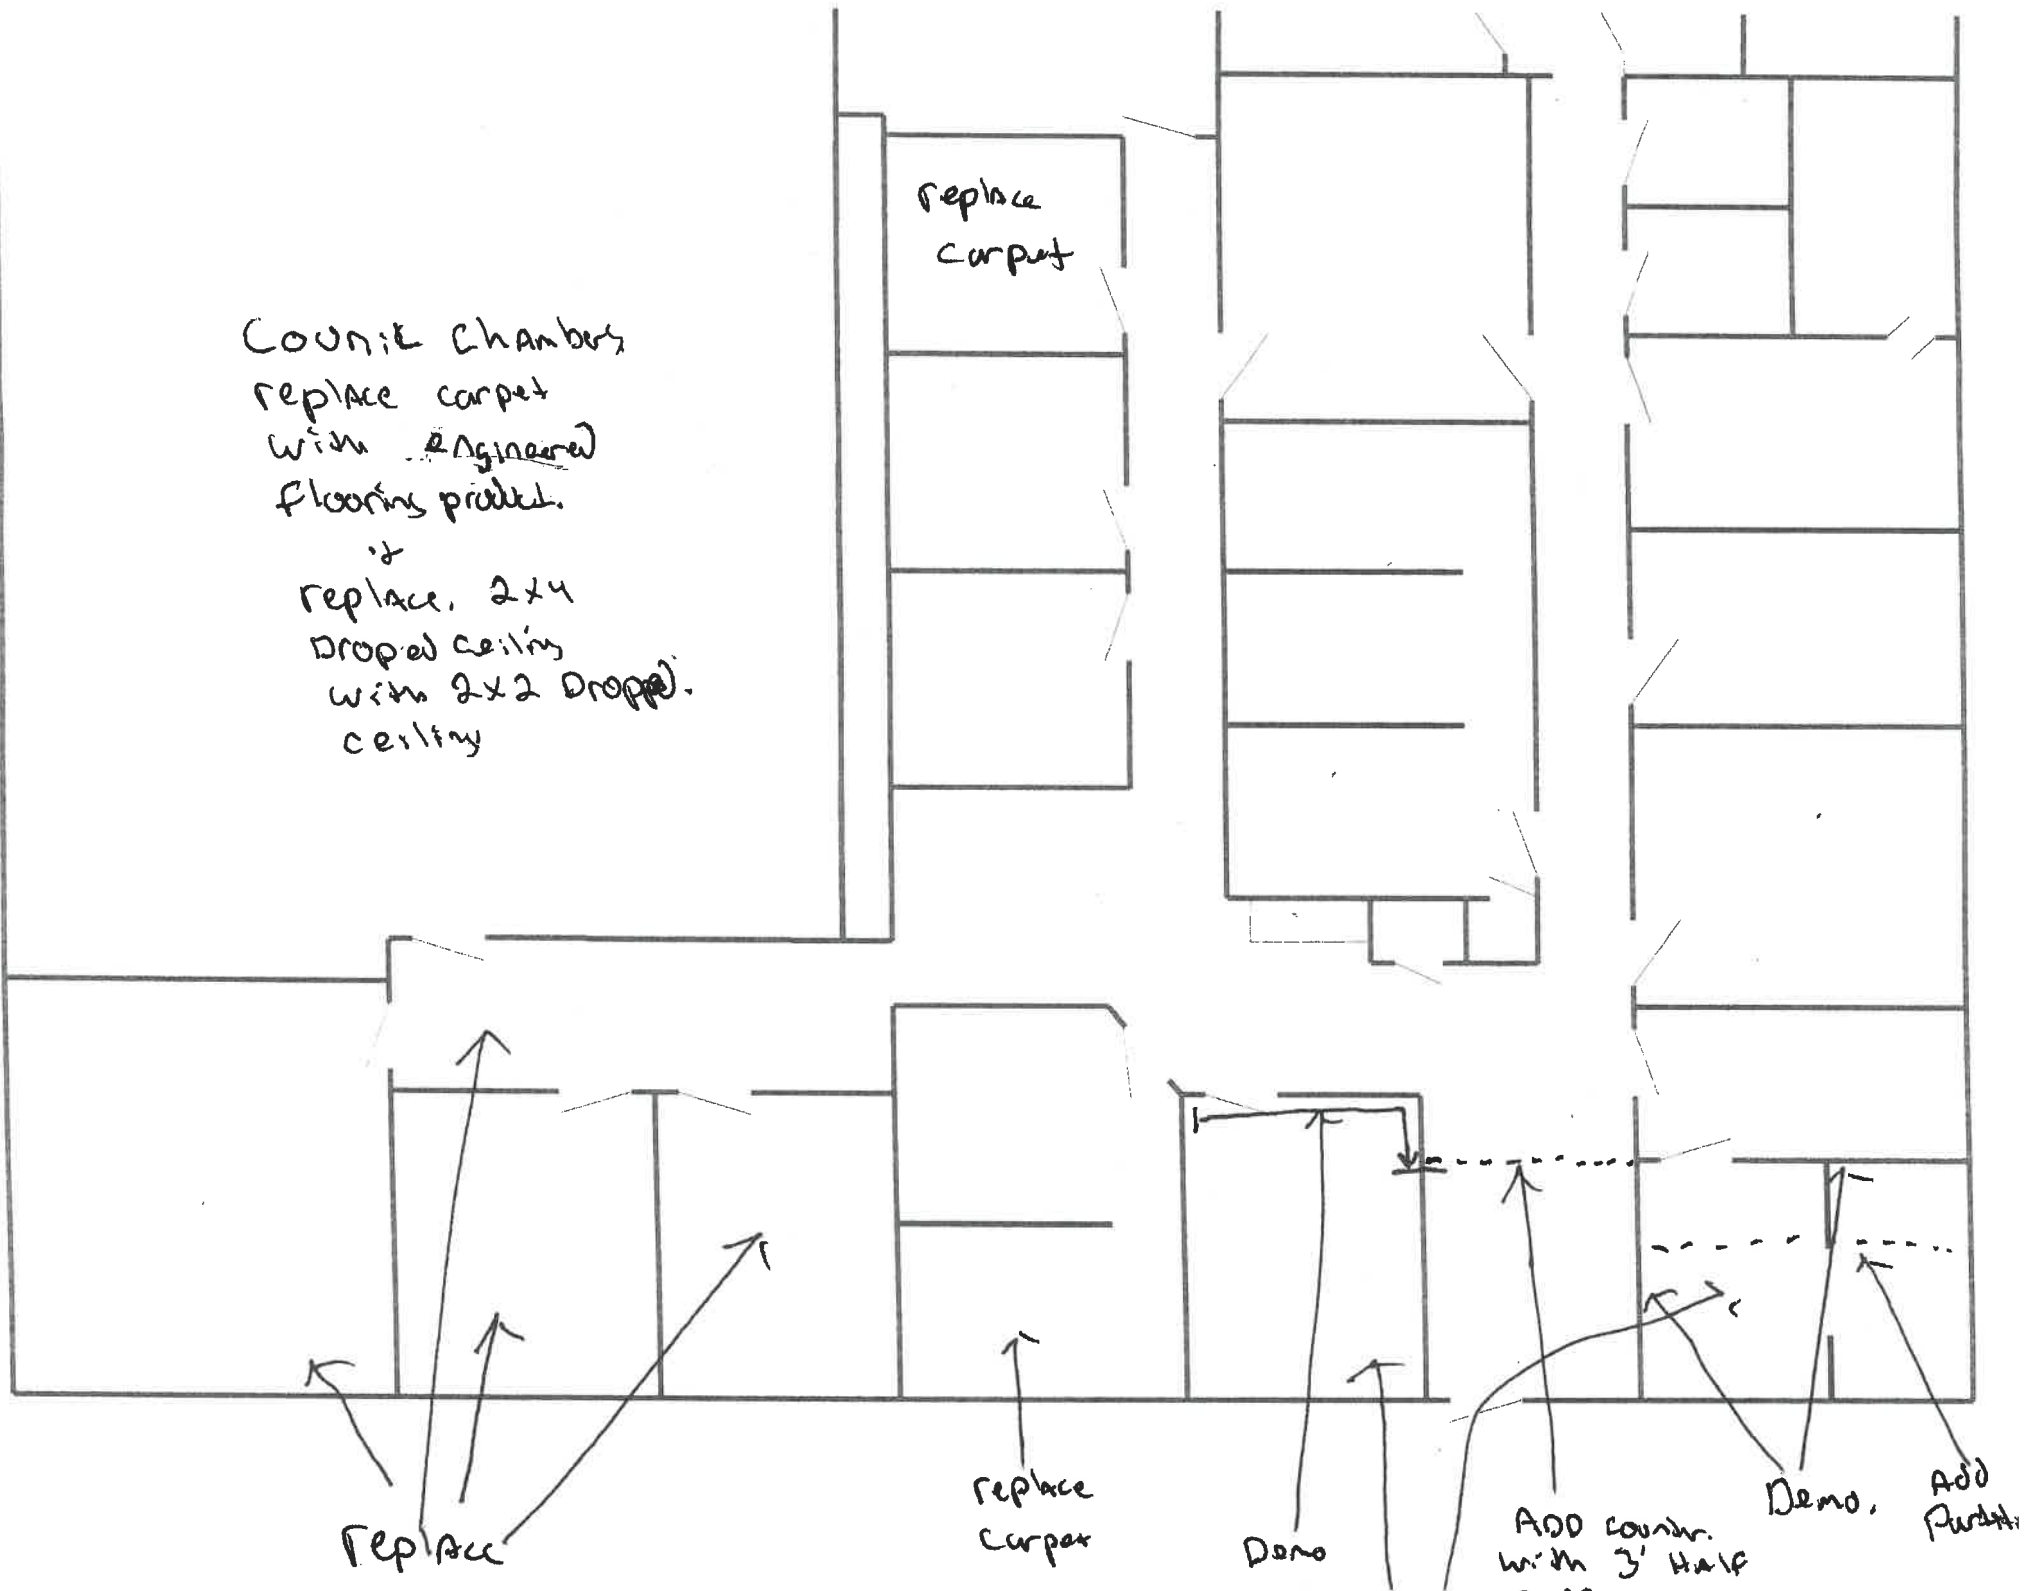 replace
carpet
Counil Chambers
replace carpet
with engineered
flooring product.
&
replace. 2x4
Droped ceiling
with 2x2 Dropped.
ceiling
replace
replace
carpet
Demo
ADD counter.
with 3' Half
Demo.
Add